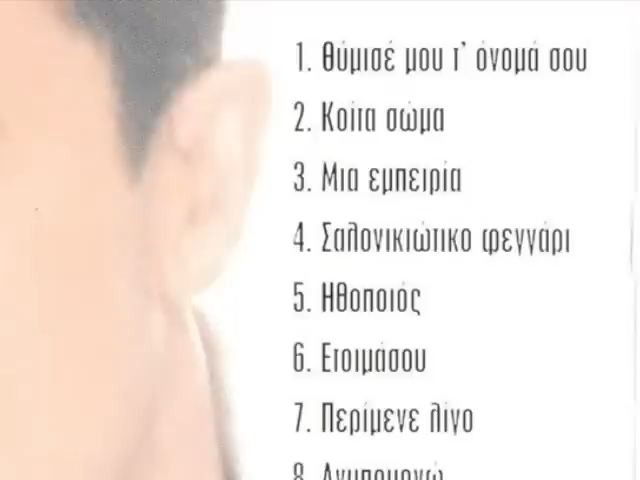 1. Θύμισέ μου τ' όνομά σου
2. Κοίτα σώμα
3. Μια εμπειρία
4. Σαλονικιώτικο φεγγάρι
5. Ηθοποιός
6. Ετοιμάσου
7. Περίμενε λίγο
8.